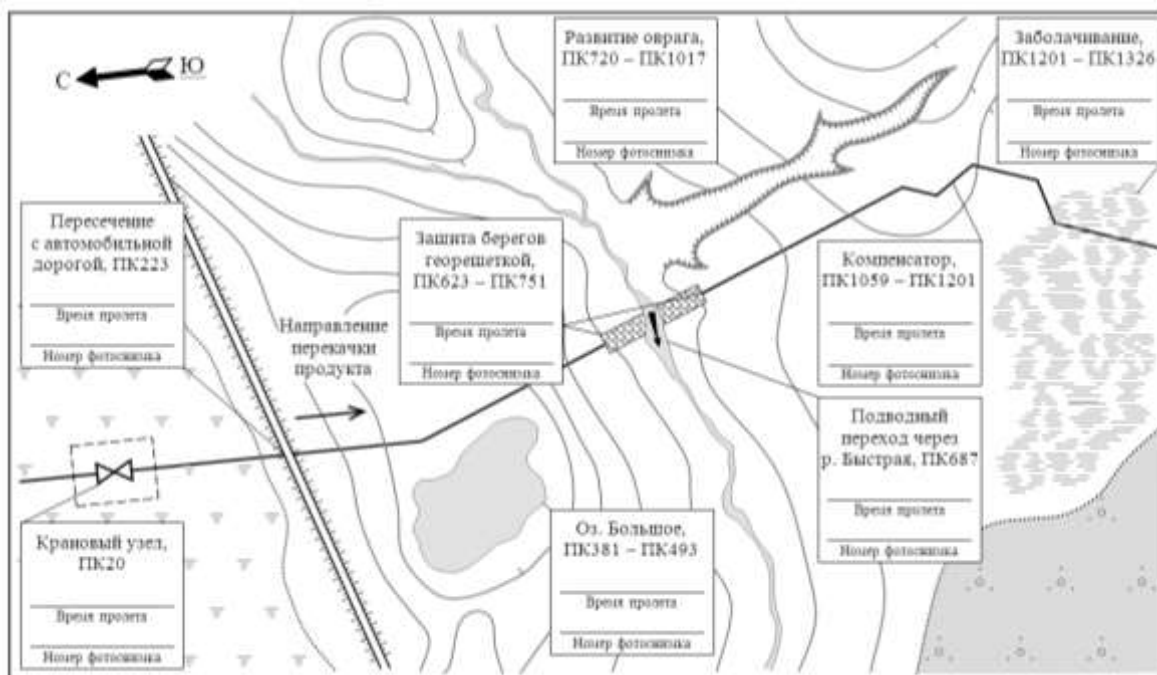 С
Ю
Развитие оврага,
ПК720 – ПК1017
Время пролета
Номер фотоснимка
Заболачивание,
ПК1201 – ПК1326
Время пролета
Номер фотоснимка
Пересечение
с автомобильной
дорогой, ПК223
Время пролета
Номер фотоснимка
Направление
перекачки
продукта
Зашита берегов
георешеткой,
ПК623 – ПК751
Время пролета
Номер фотоснимка
Компенсатор,
ПК1059 – ПК1201
Время пролета
Номер фотоснимка
Подводный
переход через
р. Быстрая, ПК687
Время пролета
Номер фотоснимка
Крановый узел,
ПК20
Время пролета
Номер фотоснимка
Оз. Большое,
ПК381 – ПК493
Время пролета
Номер фотоснимка